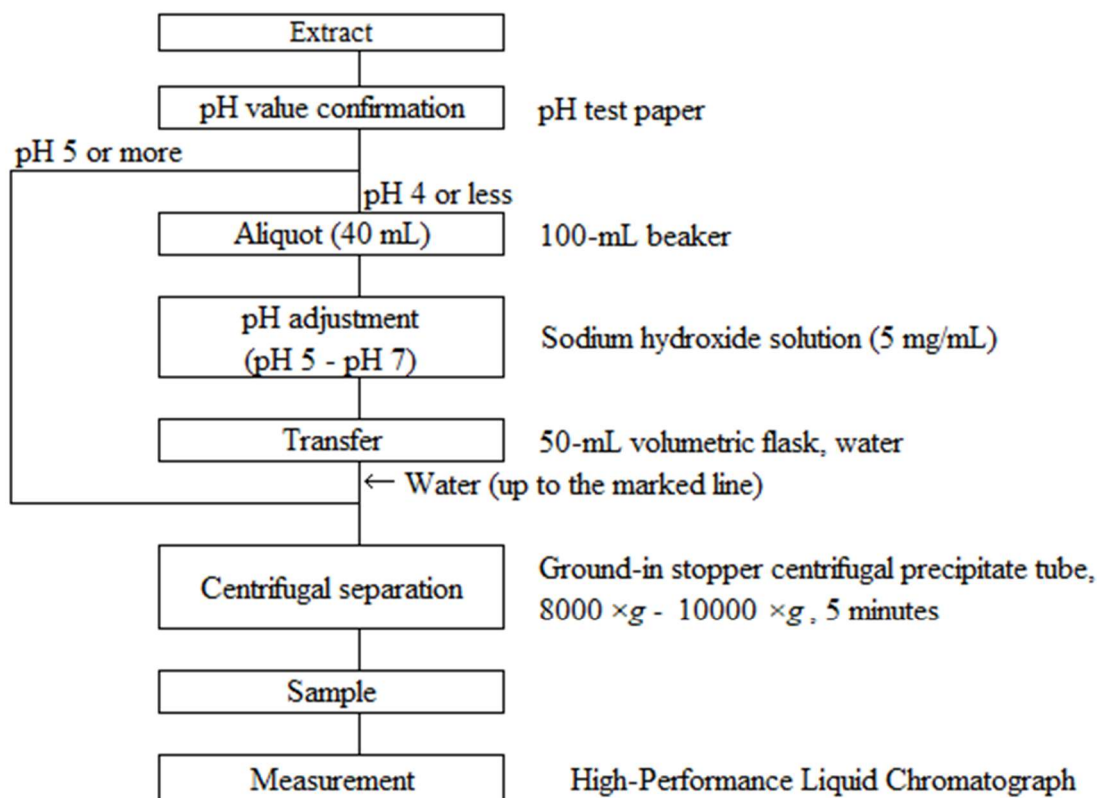 Extract
pH value confirmation
pH test paper
pH 5 or more
pH 4 or less
Aliquot (40 mL)
100-mL beaker
pH adjustment
(pH 5 - pH 7)
Sodium hydroxide solution (5 mg/mL)
Transfer
50-mL volumetric flask, water
← Water (up to the marked line)
Centrifugal separation
Ground-in stopper centrifugal precipitate tube,
8000 ×g - 10000 ×g, 5 minutes
Sample
Measurement
High-Performance Liquid Chromatograph